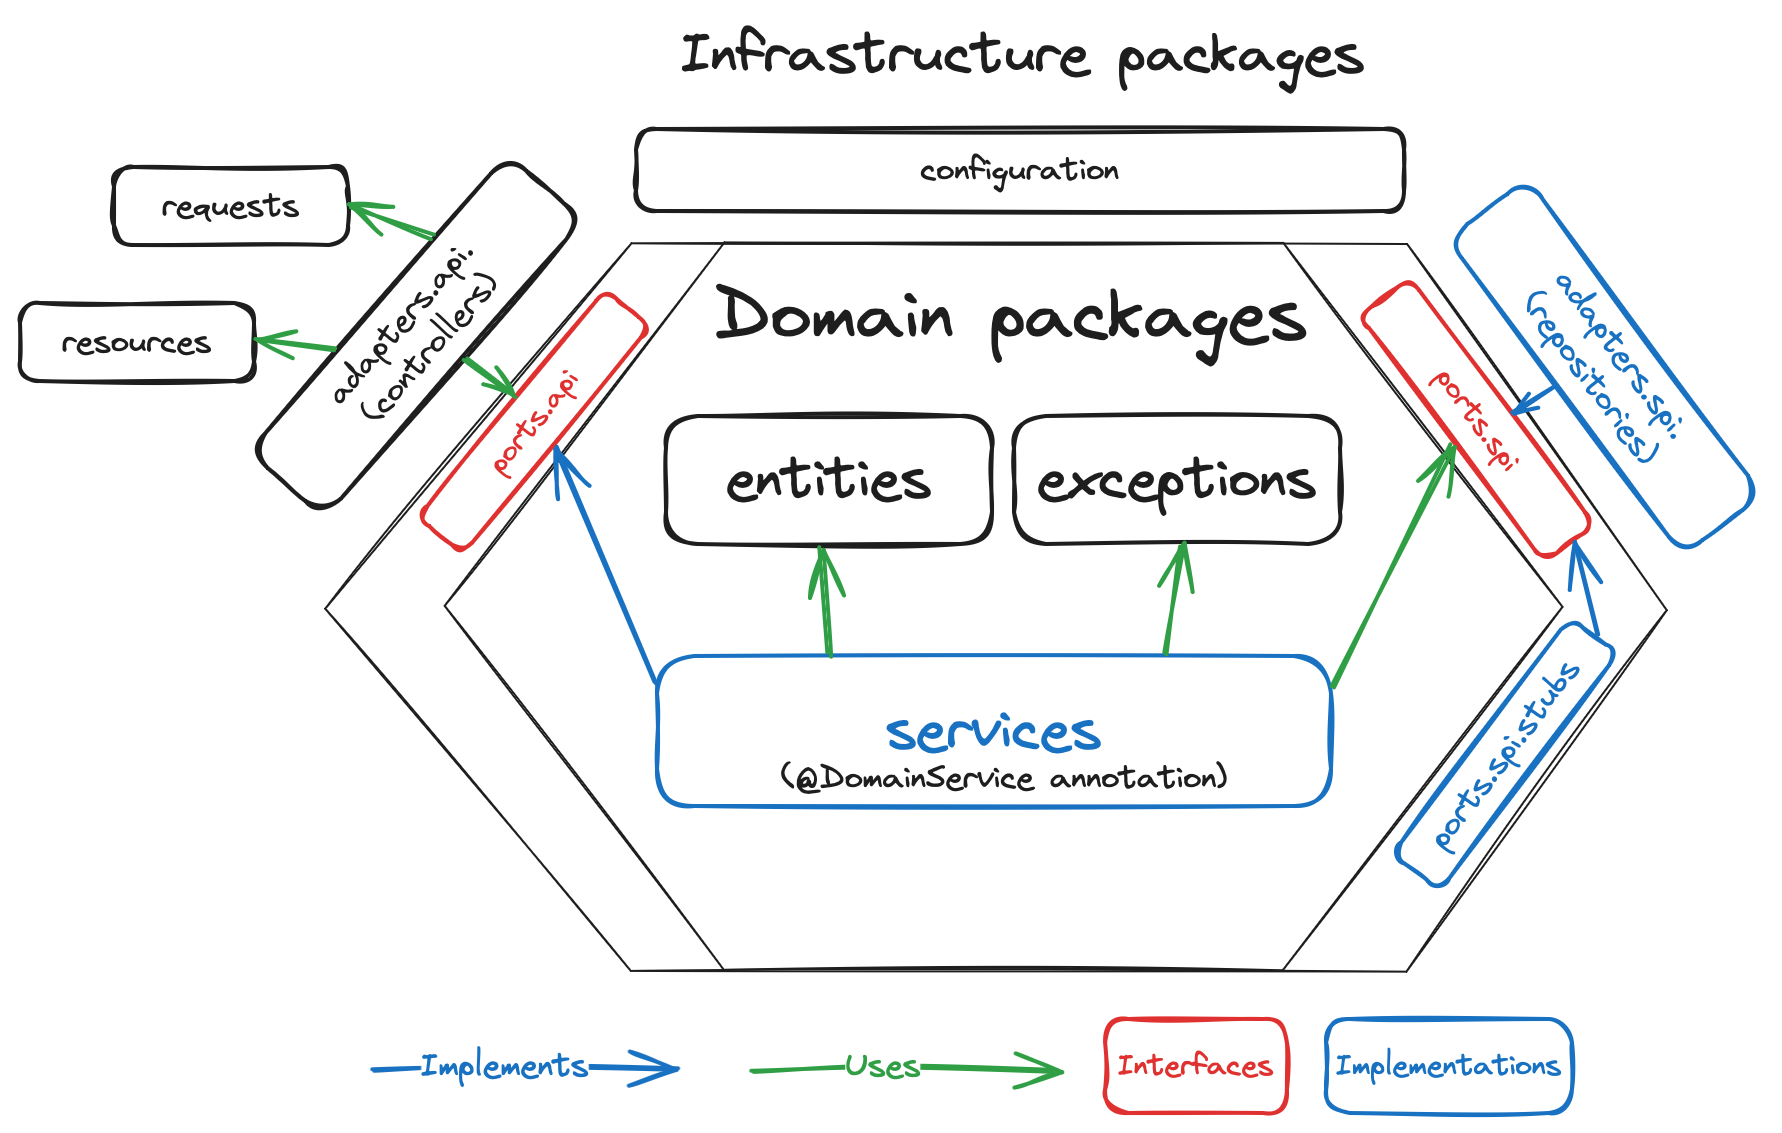 Infrastructure packages
configuration
requests
resources
adapters.api.
(controllers)
ports.api
Domain packages
entities
exceptions
ports.spi
adapters.spi.
(repositories)
services
(@DomainService annotation)
ports.spi.stubs
Implements
Uses
Interfaces
Implementations